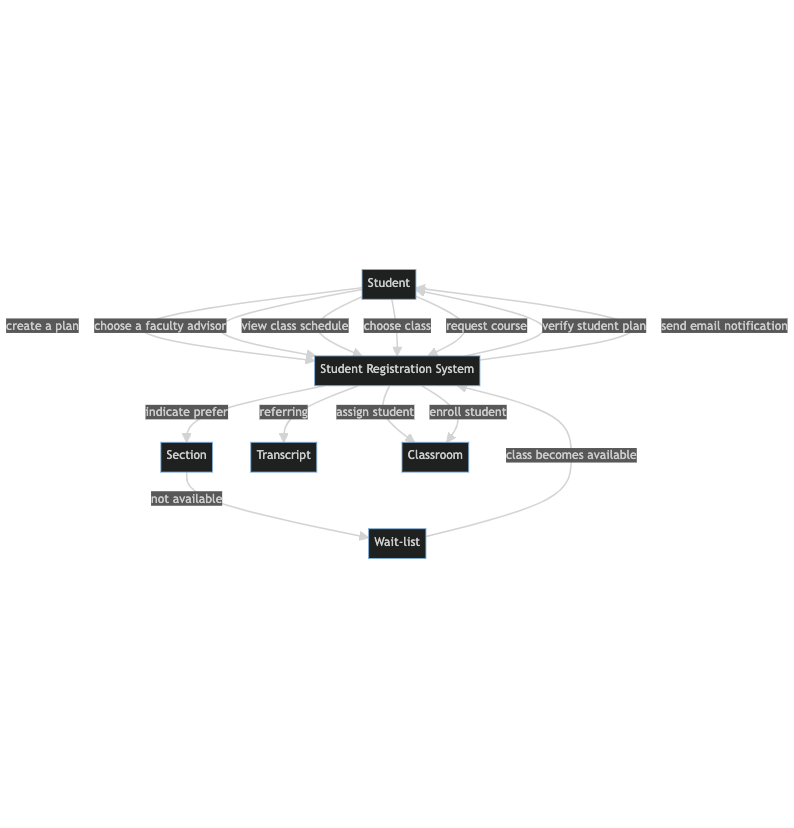 Student
create a plan
choose a faculty advisor
view class schedule
choose class
request course
verify student plan
send email notification
Student Registration System
indicate prefer
referring
assign student
enroll student
Section
Transcript
Classroom
class becomes available
not available
Wait-list